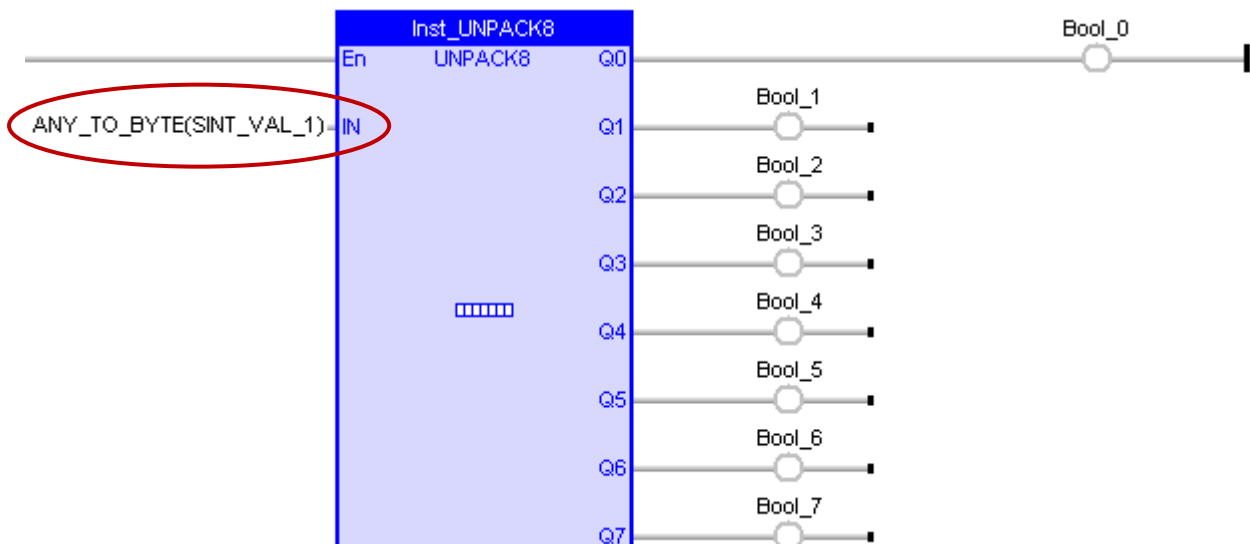 Inst_UNPACK8 Bool_0
En UNPACK8 Q0
Bool_1
ANY_TO_BYTE(SINT_VAL_1) IN Q1
Bool_2
Q2
Bool_3
Q3
Bool_4
Q4
Bool_5
Q5
Bool_6
Q6
Bool_7
Q7